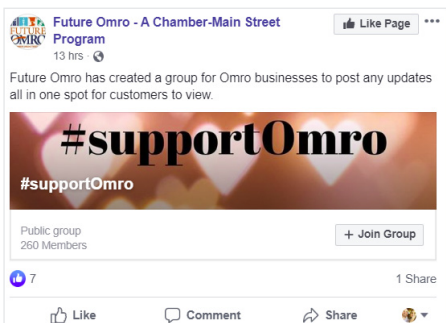 FUTURE
OMRO
Future Omro - A Chamber-Main Street
Program
Like Page
13 hrs
Future Omro has created a group for Omro businesses to post any updates
all in one spot for customers to view.
#supportOmro
#supportOmro
Public group
260 Members
+ Join Group
7
1 Share
Like
Comment
Share